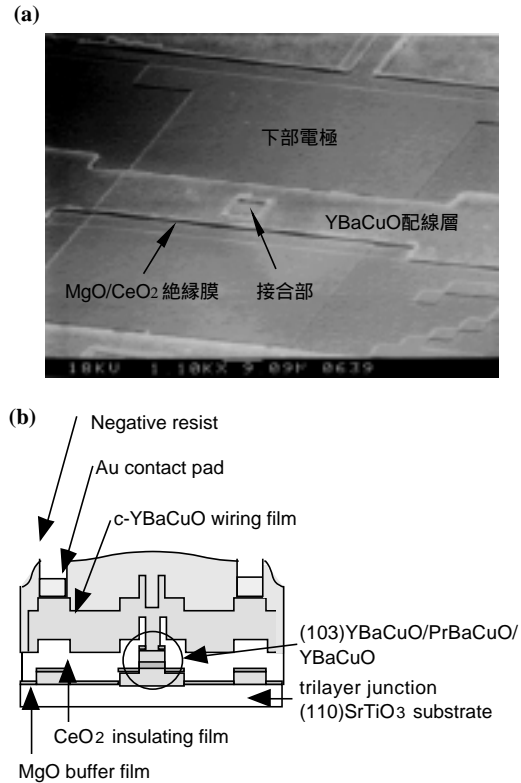 (a)
下部電極
YBaCuO配線層
MgO/CeO2 絶縁膜
接合部
18KV 1.10KX 9.09μ 0639
(b)
Negative resist
Au contact pad
c-YBaCuO wiring film
(103)YBaCuO/PrBaCuO/
YBaCuO
trilayer junction
(110)SrTiO3 substrate
CeO2 insulating film
MgO buffer film